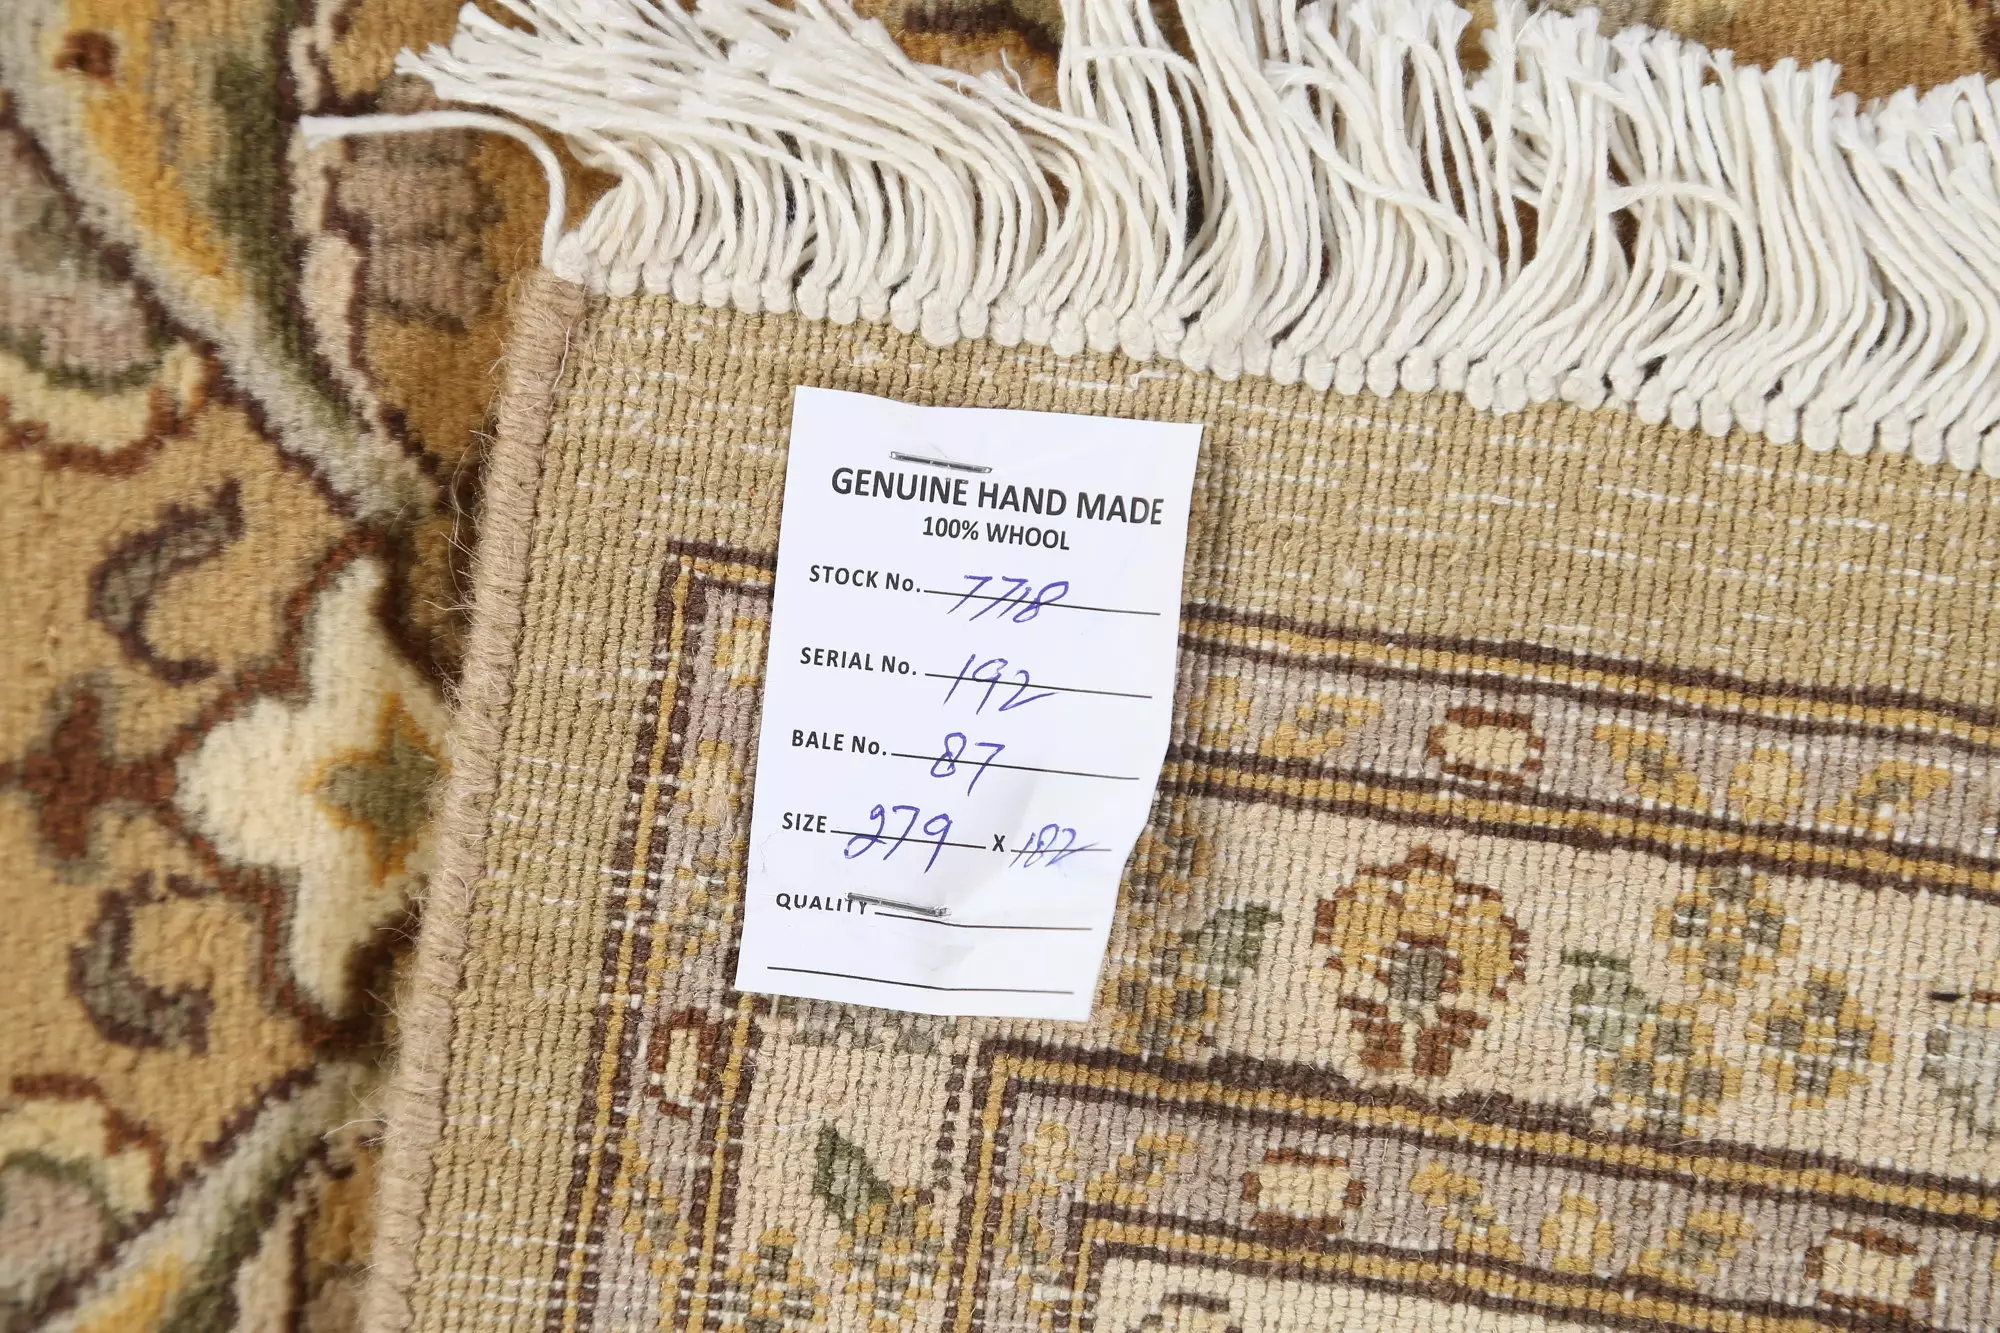 GENUINE HAND MADE
100% WHOOL
STOCK No. 7718
SERIAL No. 192
BALE No. 87
SIZE 279 X 182
QUALITY